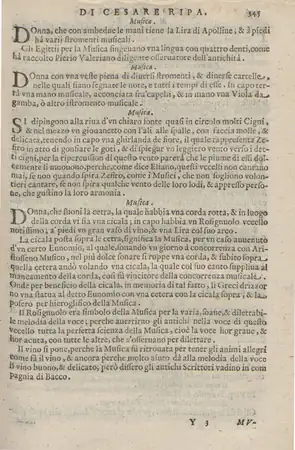 DI CESARE RIPA. 345
Musica.
Donna, che con ambedue le mani tiene la Lira di Apolline, & à piedi
hà varij stromenti musicali.
Gli Egittij per la Musica fingeuano vna lingua con quattro denti, come
hà raccolto Pierio Valeriano diligente osseruatore dell'antichità.
Musica.
Donna con vna veste piena di diuersi stromenti, & diuerse cartelle,
nelle quali siano segnate le note, e tutti i tempi di esse. In capo ter-
rà vna mano musicale, acconciata fra capelli, & in mano vna Viola da
gamba, ò altro istromento musicale.
Musica.
Si dipingono alla riua d'vn chiaro fonte quasi in circolo molti Cigni,
& nel mezzo vn giouanetto con l'ali alle spalle, con faccia molle, &
delicata, tenendo in capo vna ghirlanda de fiori, il quale rappresenta Ze-
firo in atto di gonfiare le goti, & di spiegar vn leggiero vento verso i det-
ti cigni, per la ripercussione di questo vento parerà che le piume di essi dol-
cemente si muouino, perche, come dice Eliano, questi vccelli non cantano
mai, se non quando spira Zefiro, come i Musici, che non sogliono volon-
tieri cantare, se non spira qualche vento delle loro lodi, & appresso perso-
ne, che gustino la loro armonia.
Musica.
Donna, che suoni la cetra, la quale habbia vna corda rotta, & in luogo
della corda vi sia vna cicala; in capo habbia vn Rosignuolo vccello
notissimo, a' piedi vn gran vaso di vino, & vna Lira col suo arco.
La cicala posta sopra la cetra, significa la Musica, per vn caso auuenuto
d'vn certo Eunomio, al quale, sonando vn giorno à concorrenza con Ari-
stosseno Musico, nel più dolce sonare si ruppe vna corda, & subito sopra
quella cetera andò volando vna cicala, la quale col suo canto suppliua al
mancamento della corda, così fù vincitore della concorrenza musicale.
Onde per beneficio della cicala, in memoria di tal fatto, li Greci drizzor
no vna statua al detto Eunomio con vna cetera con la cicala sopra, & la
posero per hieroglifico della Musica.
Il Rosignuolo era simbolo della Musica per la varia, soaue, & dilettabi-
le melodia della voce; perche auuertirno gli antichi nella voce di questo
vccello tutta la perfetta scienza della Musica, cioè la voce hor graue, & hor
acuta, con tutte le altre, che s'osseruano per dilettare.
Il vino si pone, perche la Musica fù ritrouata per tener gli animi allegri
come fà il vino, & ancora perche molto aiuto dà alla melodia della voce
il vino buono, & delicato, però dissero gli antichi Scrittori vadino in com
pagnia di Bacco.
Y 3 MV-